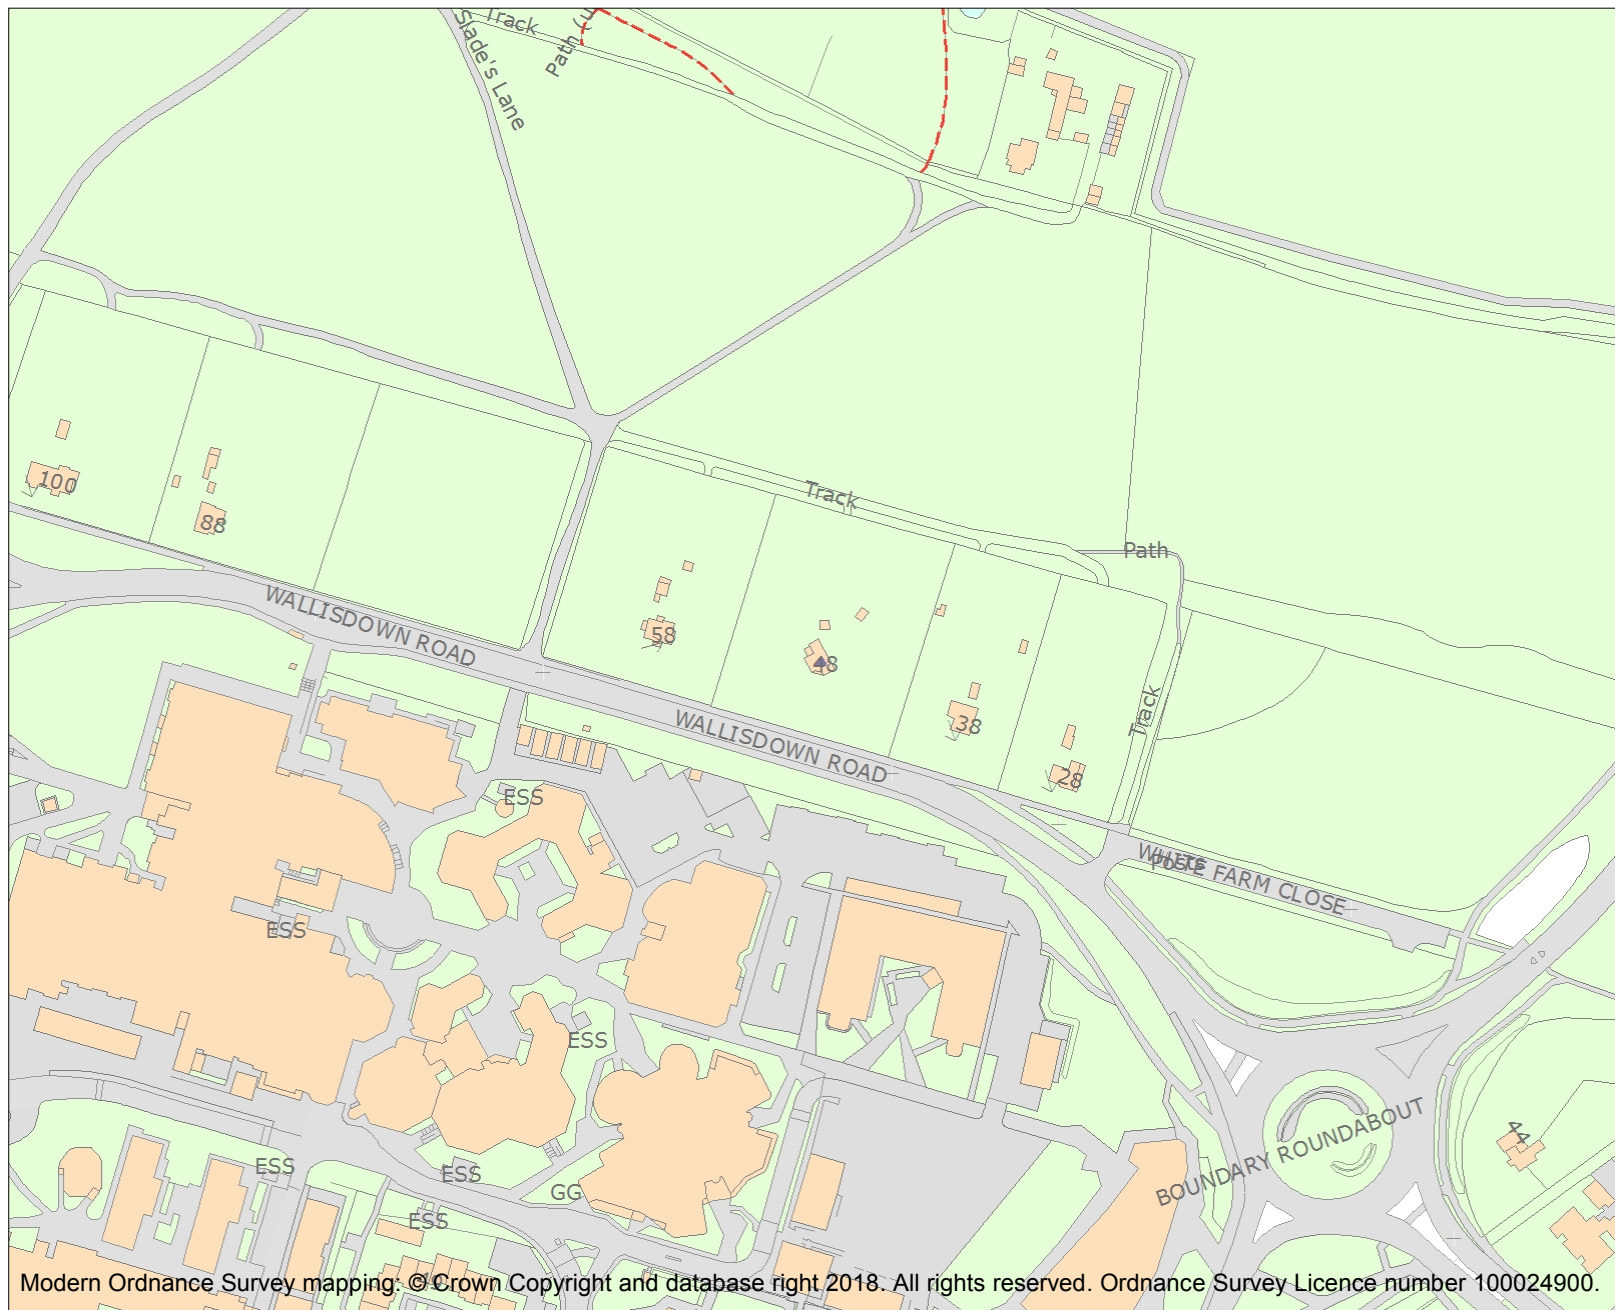 Track
Path (u
Slade's Lane
100
88
Track
Path
WALLISDOWN ROAD
58
48
38
28
Track
WALLISDOWN ROAD
ESS
WHITE FARM CLOSE
Posts
ESS
ESS
BOUNDARY ROUNDABOUT
44
ESS
ESS
GG
ESS
Modern Ordnance Survey mapping: © Crown Copyright and database right 2018. All rights reserved. Ordnance Survey Licence number 100024900.